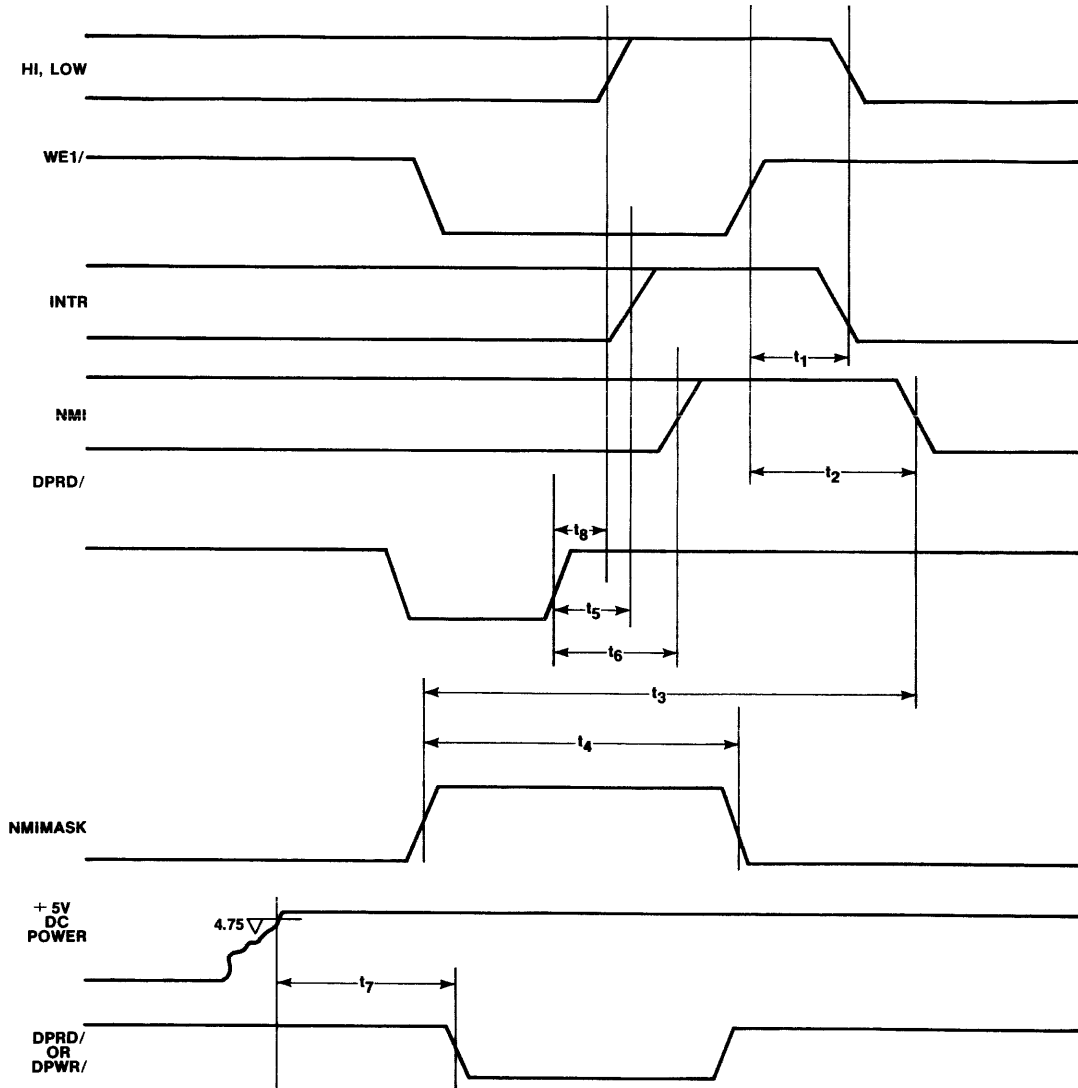 HI, LOW
WE1/
INTR
t1
NMI
t2
DPRD/
t8
t5
t6
t3
t4
NMIMASK
+ 5V
DC
POWER
4.75
t7
DPRD/
OR
DPWR/